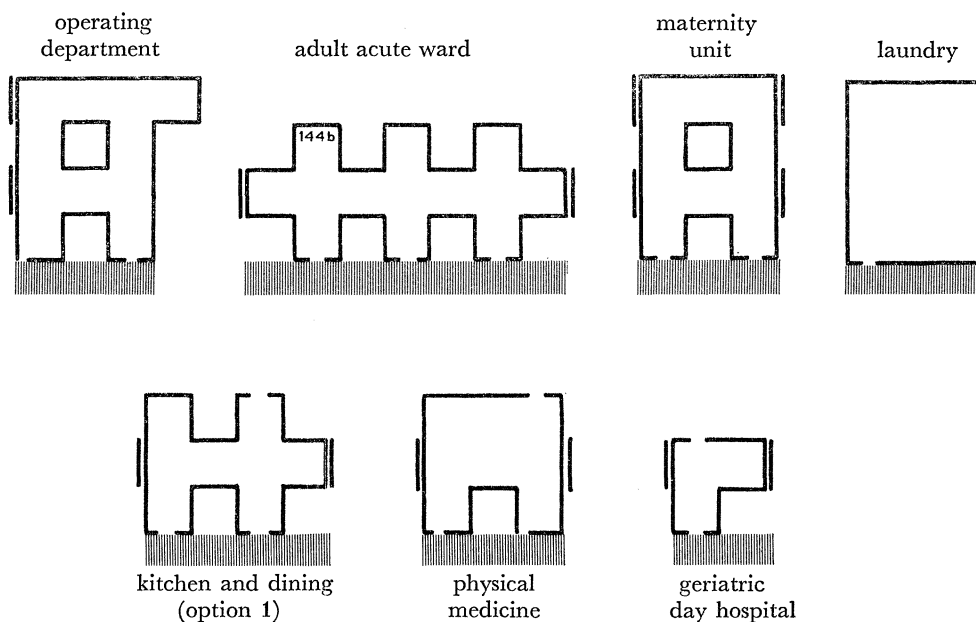 operating
department
adult acute ward
maternity
unit
laundry
144b
kitchen and dining
(option 1)
physical
medicine
geriatric
day hospital